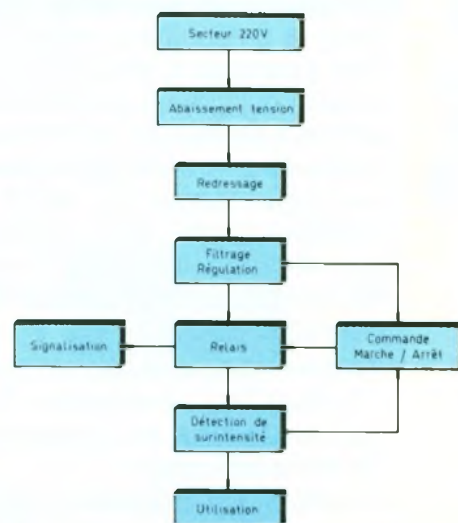 Secteur 220V
Abaissement tension
Redressage
Filtrage
Régulation
Signalisation
Relais
Commande
Marche / Arrêt
Détection de
surintensité
Utilisation